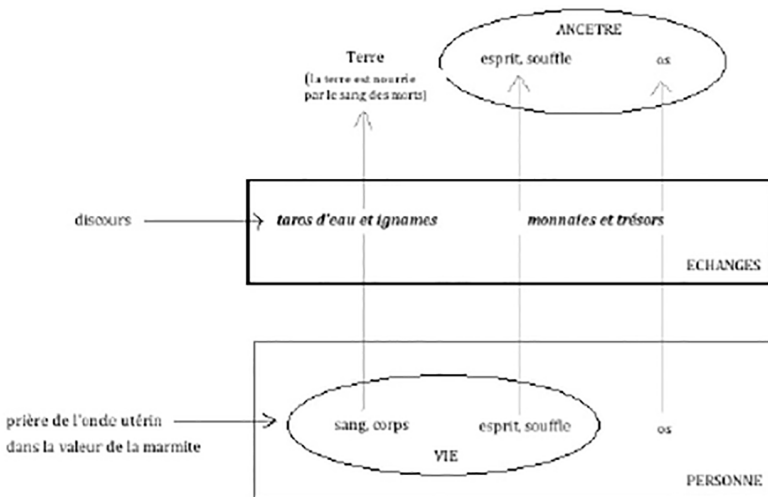 ANCETRE
Terre
esprit, souffle
os
(la terre est nourrie
par le sang des morts)
discours
taros d'eau et ignames
monnaies et trésors
ECHANGES
prière de l'oncle utérin
dans la valeur de la marmite
sang, corps
esprit, souffle
os
VIE
PERSONNE